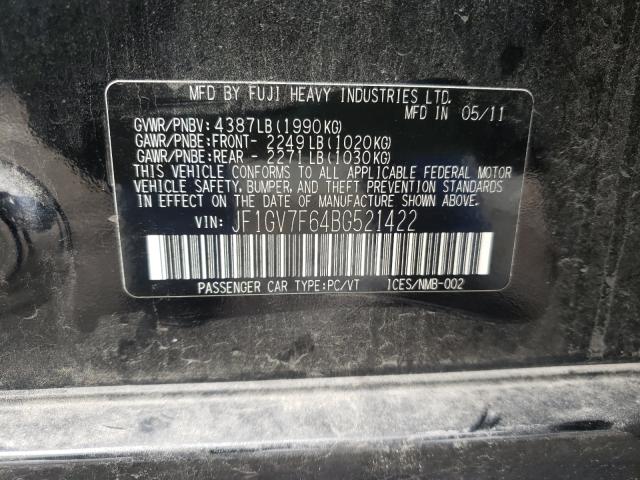 MFD BY FUJI HEAVY INDUSTRIES LTD.
MFD IN 05/11
GVWR/PNBV: 4387LB(1990KG)
GAWR/PNBE:FRONT- 2249LB(1020KG)
GAWR/PNBE:REAR - 2271LB(1030KG)
THIS VEHICLE CONFORMS TO ALL APPLICABLE FEDERAL MOTOR
VEHICLE SAFETY, BUMPER, AND THEFT PREVENTION STANDARDS
IN EFFECT ON THE DATE OF MANUFACTURE SHOWN ABOVE.
VIN: JF1GV7F64BG521422
PASSENGER CAR TYPE:PC/VT ICES/NMB-002